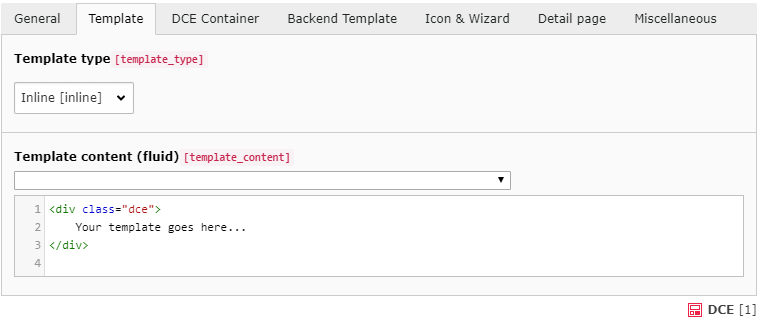 General Template DCE Container Backend Template Icon & Wizard Detail page Miscellaneous
Template type [template_type]
Inline [inline]
Template content (fluid) [template_content]
1 <div class="dce">
2 Your template goes here...
3 </div>
4
DCE [1]